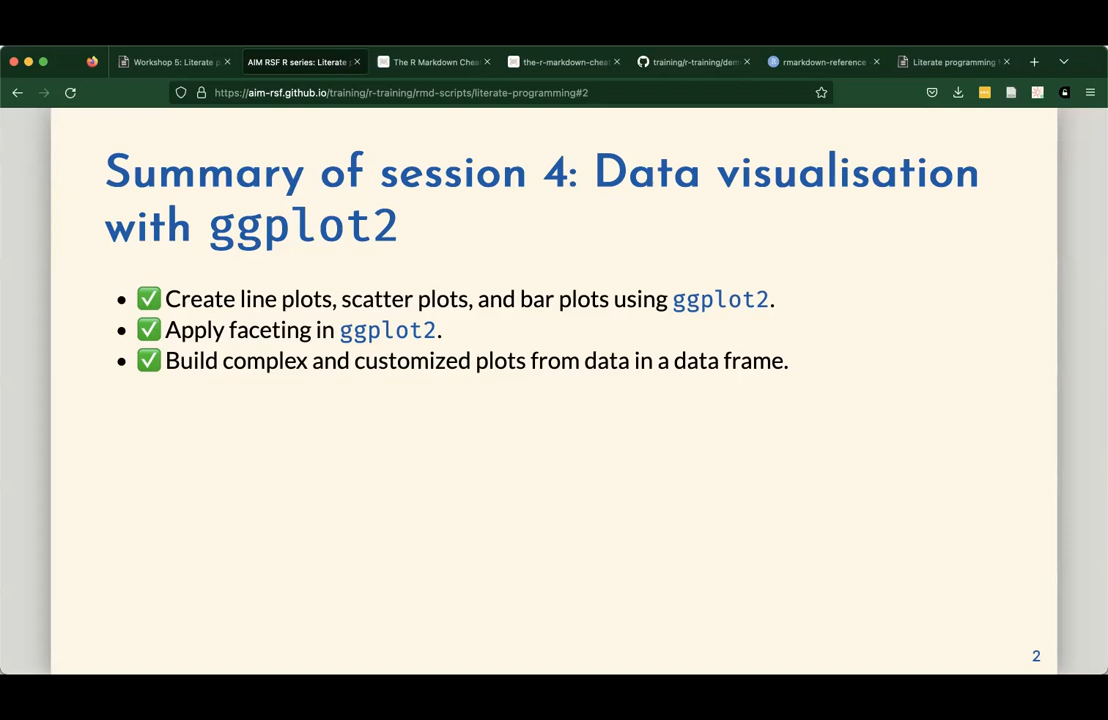 Workshop 5: Literate p
AIM RSF R series: Literate
The R Markdown Chea
the-r-markdown-cheat
training/r-training/dem
rmarkdown-reference
Literate programming
https://aim-rsf.github.io/training/r-training/rmd-scripts/literate-programming#2
Summary of session 4: Data visualisation
with ggplot2
• ✅ Create line plots, scatter plots, and bar plots using ggplot2.
• ✅ Apply faceting in ggplot2.
• ✅ Build complex and customized plots from data in a data frame.
2